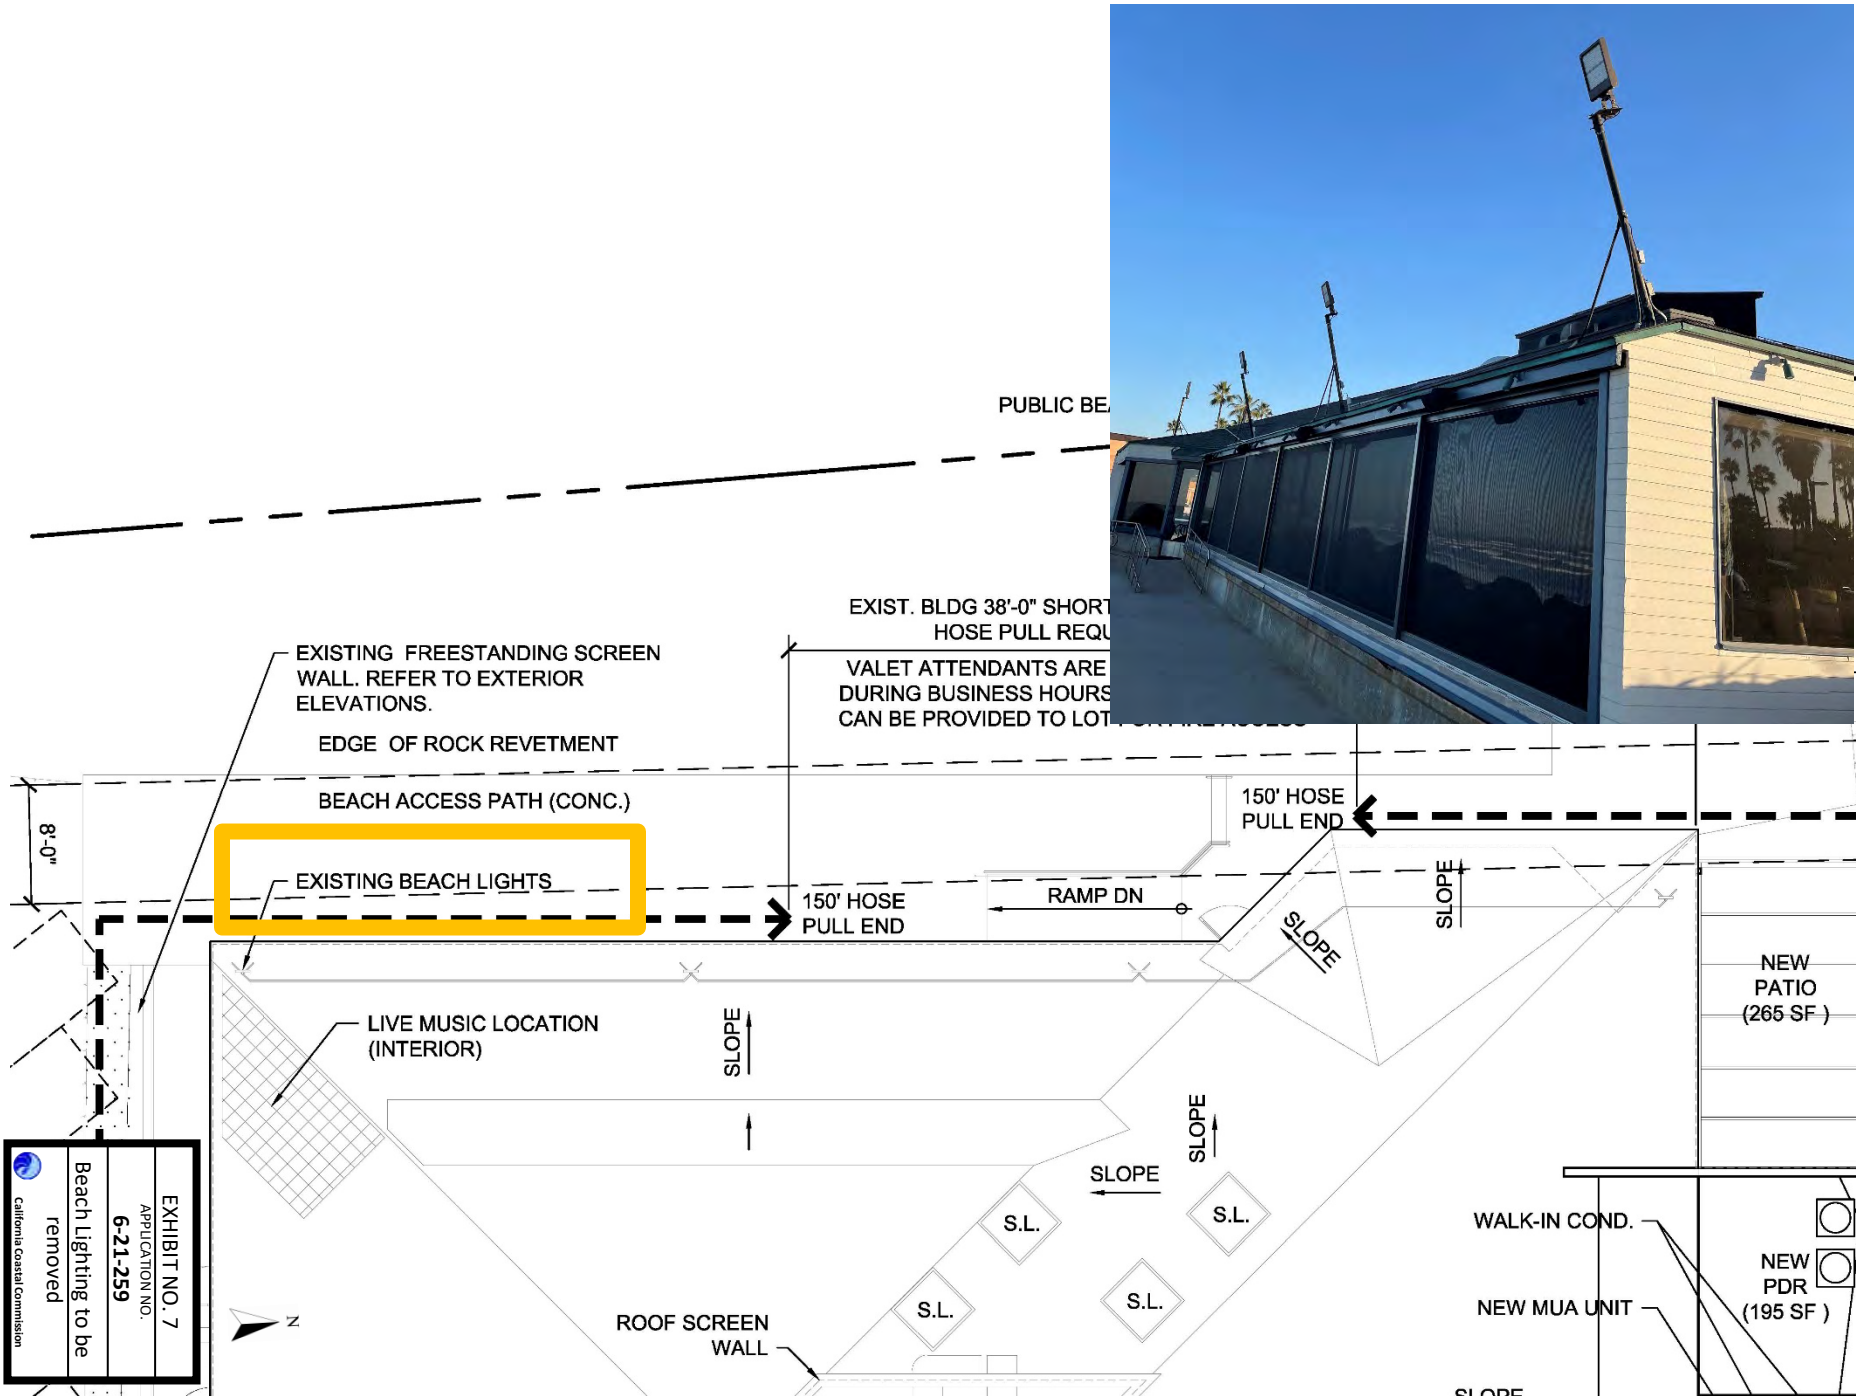 PUBLIC
EXIST. BLDG 38'-0" SHORT
HOSE PULL
VALET ATTENDANTS ARE
DURING BUSINESS HOURS
CAN BE PROVIDED TO LOT
EXISTING FREESTANDING SCREEN
WALL. REFER TO EXTERIOR
ELEVATIONS.
EDGE OF ROCK REVETMENT
BEACH ACCESS PATH (CONC.)
8'-0"
EXISTING BEACH LIGHTS
150' HOSE
PULL END
RAMP DN
150' HOSE
PULL END
SLOPE
SLOPE
NEW
PATIO
(265 SF )
LIVE MUSIC LOCATION
(INTERIOR)
SLOPE
SLOPE
SLOPE
S.L.
S.L.
S.L.
S.L.
WALK-IN COND.
NEW
PDR
(195 SF )
NEW MUA UNIT
ROOF SCREEN
WALL
SLOPE
N
EXHIBIT NO. 7
APPLICATION NO.
6-21-259
Beach Lighting to be
removed
California Coastal Commission